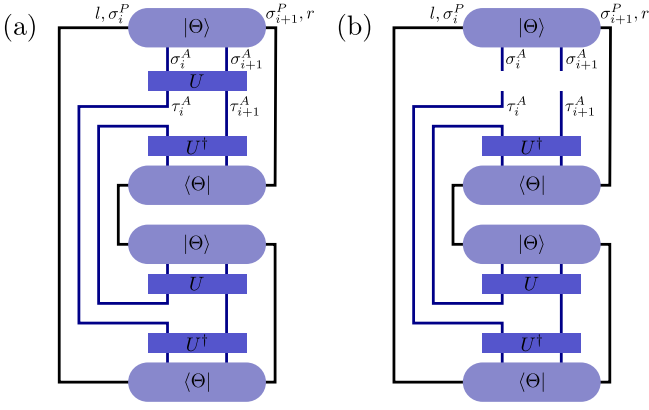 (a)
l, σ_i^P
|Θ⟩
σ_{i+1}^P, r
σ_i^A
σ_{i+1}^A
U
τ_i^A
τ_{i+1}^A
U†
⟨Θ|
|Θ⟩
U
U†
⟨Θ|
(b)
l, σ_i^P
|Θ⟩
σ_{i+1}^P, r
σ_i^A
σ_{i+1}^A
τ_i^A
τ_{i+1}^A
U†
⟨Θ|
|Θ⟩
U
U†
⟨Θ|